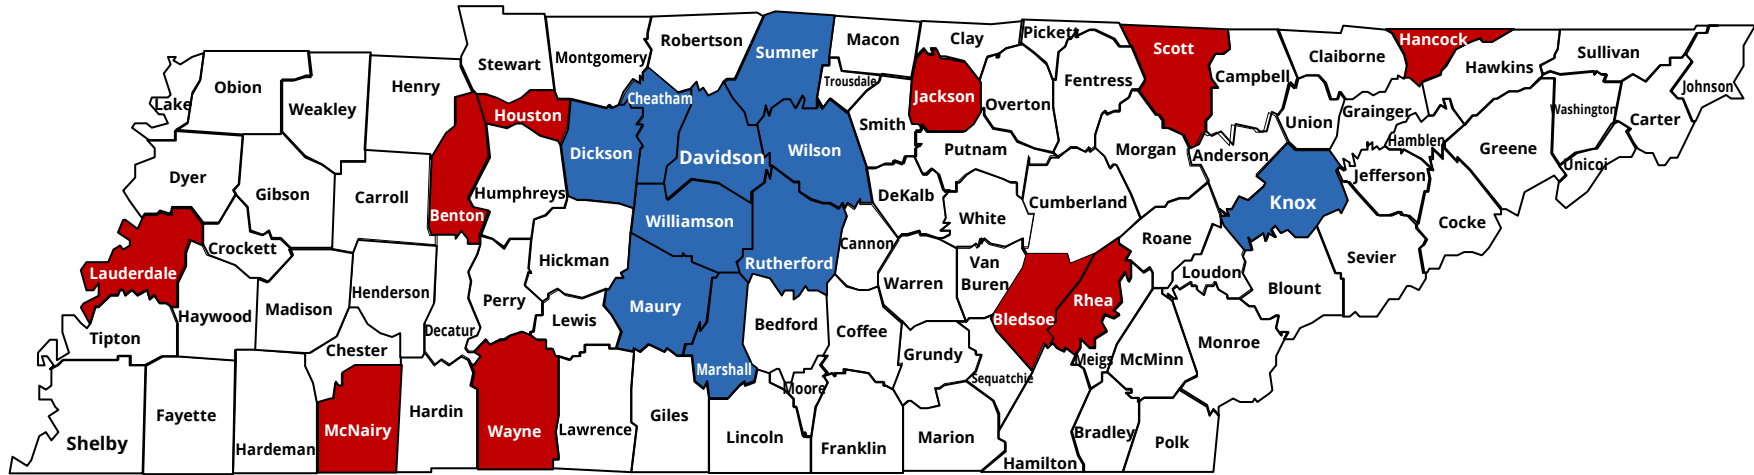 Stewart
Montgomery
Robertson
Sumner
Macon
Clay
Pickett
Scott
Claiborne
Hancock
Sullivan
Hawkins
Johnson
Lake
Obion
Weakley
Henry
Houston
Cheatham
Trousdale
Jackson
Overton
Fentress
Campbell
Union
Grainger
Hamblen
Washington
Carter
Greene
Unicoi
Dyer
Gibson
Carroll
Benton
Humphreys
Dickson
Davidson
Wilson
Smith
Putnam
Morgan
Anderson
Knox
Jefferson
Cocke
Lauderdale
Crockett
Hickman
Williamson
Rutherford
Cannon
DeKalb
White
Cumberland
Roane
Loudon
Sevier
Blount
Tipton
Haywood
Madison
Henderson
Decatur
Perry
Lewis
Maury
Bedford
Coffee
Warren
Van
Buren
Bledsoe
Rhea
Meigs
McMinn
Monroe
Chester
Marshall
Moore
Grundy
Sequatchie
Shelby
Fayette
Hardeman
McNairy
Hardin
Wayne
Lawrence
Giles
Lincoln
Franklin
Marion
Hamilton
Bradley
Polk